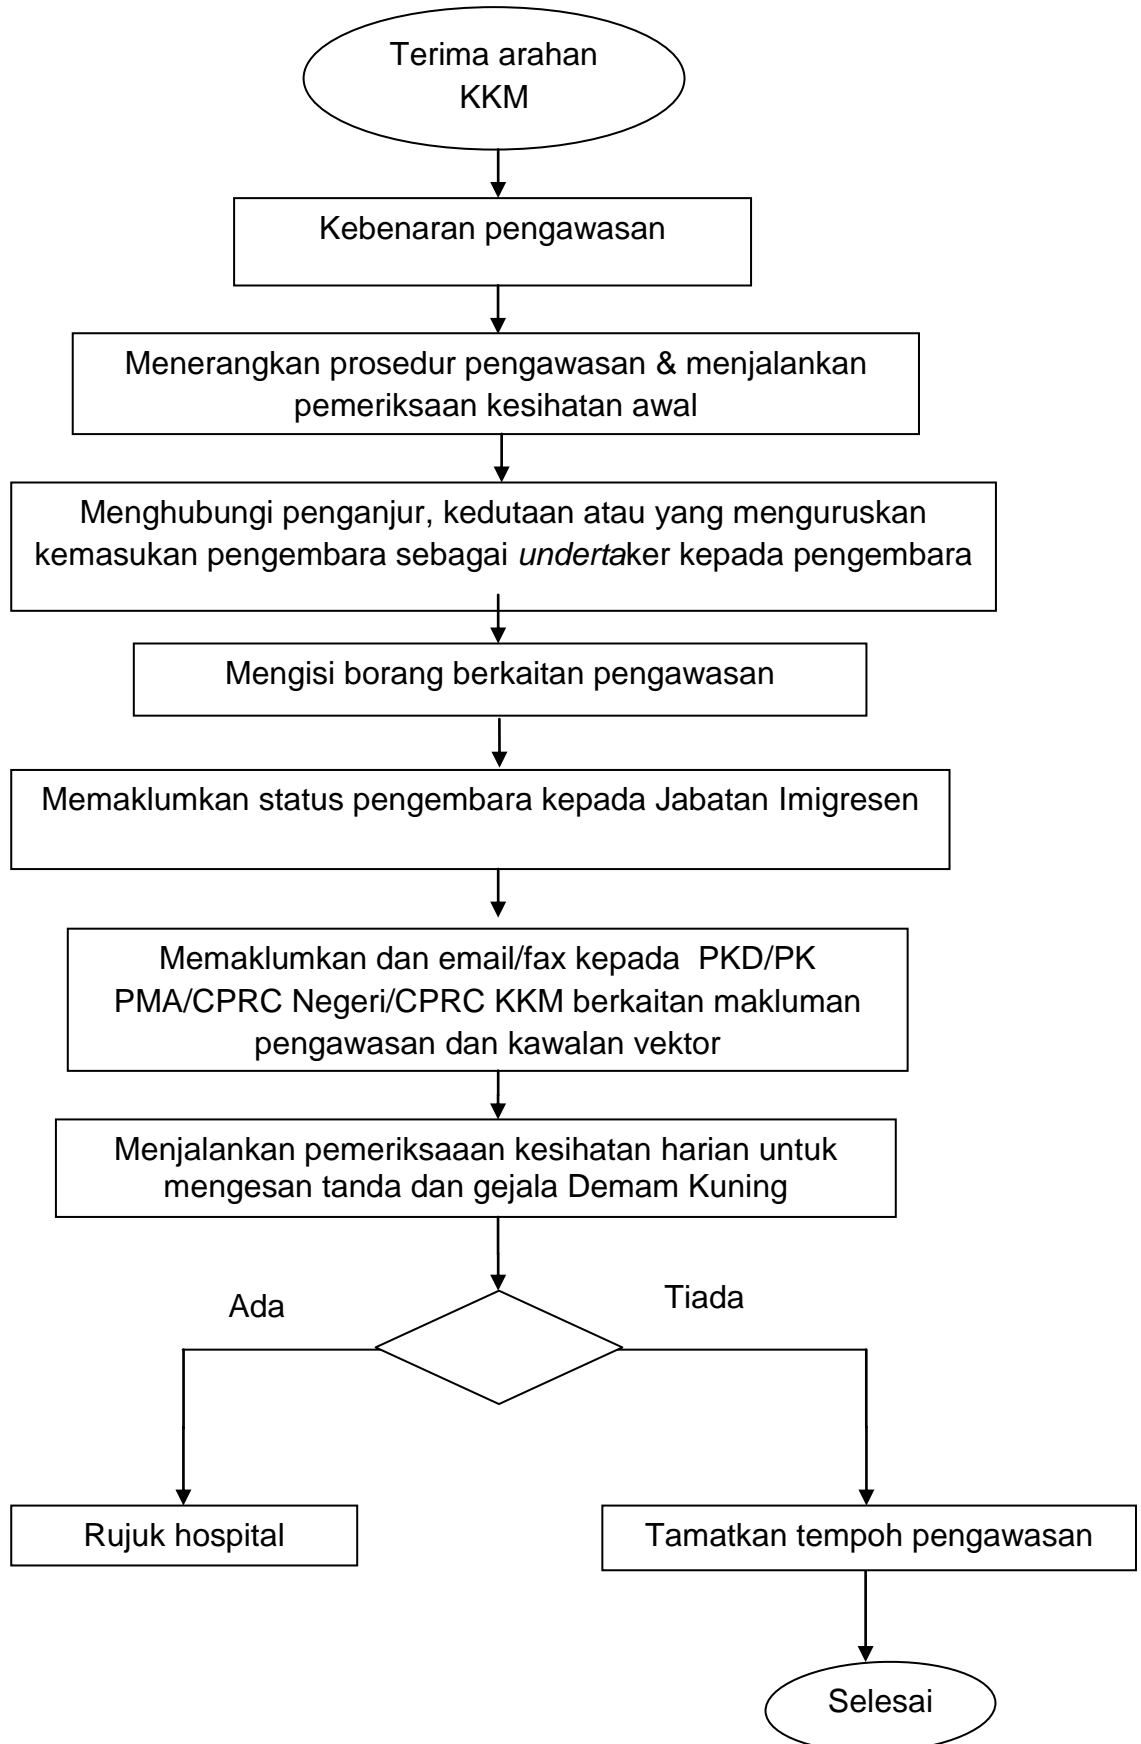 Terima arahan
KKM
Kebenaran pengawasan
Menerangkan prosedur pengawasan & menjalankan
pemeriksaan kesihatan awal
Menghubungi penganjur, kedutaan atau yang menguruskan
kemasukan pengembara sebagai undertaker kepada pengembara
Mengisi borang berkaitan pengawasan
Memaklumkan status pengembara kepada Jabatan Imigresen
Memaklumkan dan email/fax kepada PKD/PK
PMA/CPRC Negeri/CPRC KKM berkaitan makluman
pengawasan dan kawalan vektor
Menjalankan pemeriksaaan kesihatan harian untuk
mengesan tanda dan gejala Demam Kuning
Ada
Tiada
Rujuk hospital
Tamatkan tempoh pengawasan
Selesai